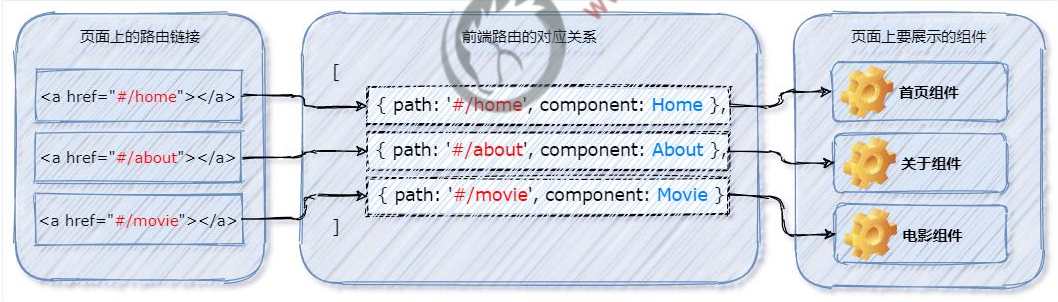 页面上的路由链接
<a href="#/home"></a>
<a href="#/about"></a>
<a href="#/movie"></a>
前端路由的对应关系
[
{ path: '#/home', component: Home },
{ path: '#/about', component: About },
{ path: '#/movie', component: Movie }
]
页面上要展示的组件
首页组件
关于组件
电影组件